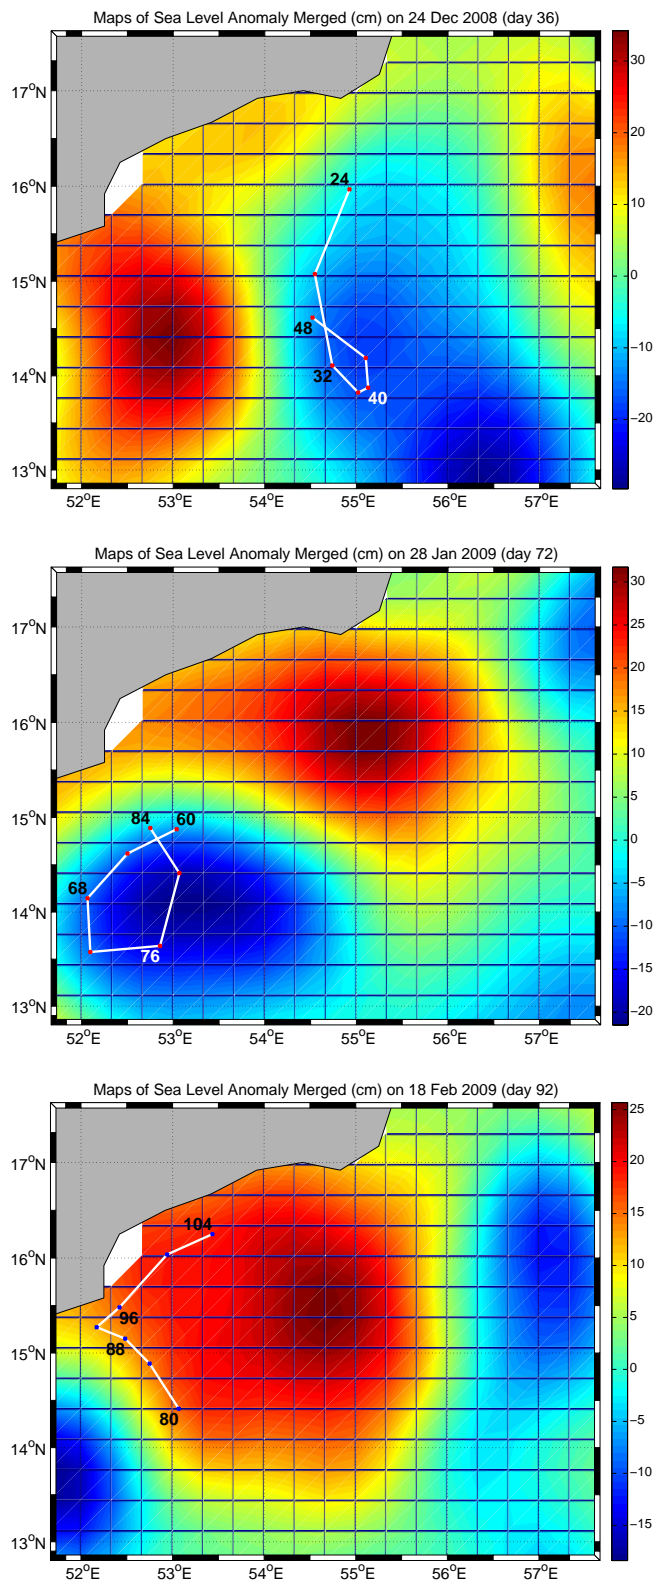 Maps of Sea Level Anomaly Merged (cm) on 24 Dec 2008 (day 36)
30
17°N
20
24
16°N
10
15°N
0
48
−10
14°N
32
40
−20
13°N
52°E 53°E 54°E 55°E 56°E 57°E
Maps of Sea Level Anomaly Merged (cm) on 28 Jan 2009 (day 72)
30
17°N
25
20
16°N
15
10
15°N
5
84 60
0
−5
68
14°N
−10
76
−15
13°N
−20
52°E 53°E 54°E 55°E 56°E 57°E
Maps of Sea Level Anomaly Merged (cm) on 18 Feb 2009 (day 92)
25
17°N
20
104
15
16°N
10
96
5
88
15°N
0
80
−5
14°N
−10
13°N
−15
52°E 53°E 54°E 55°E 56°E 57°E